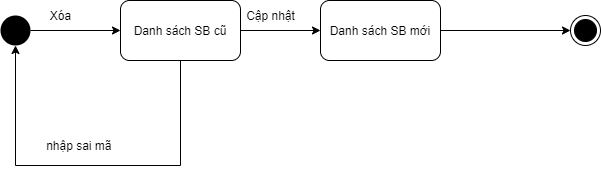 Xóa
Danh sách SB cũ
Cập nhật
Danh sách SB mới
nhập sai mã